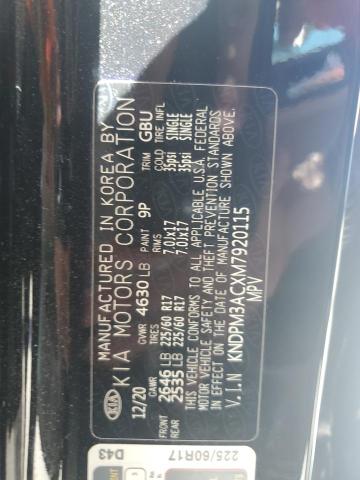 MANUFACTURED IN KOREA BY
KIA MOTORS CORPORATION
KIA
12/20 GVWR 4630 LB PAINT 9P TRIM GBU
GAWR TIRES RIMS COLD TIRE INFL
FRONT 2646 LB 225/60 R17 7.0Jx17 35psi SINGLE
REAR 2535 LB 225/60 R17 7.0Jx17 35psi SINGLE
THIS VEHICLE CONFORMS TO ALL APPLICABLE U.S.A. FEDERAL
MOTOR VEHICLE SAFETY AND THEFT PREVENTION STANDARDS
IN EFFECT ON THE DATE OF MANUFACTURE SHOWN ABOVE.
V.I.N KNDPM3ACXM7920115
MPV
D43
225/60R17